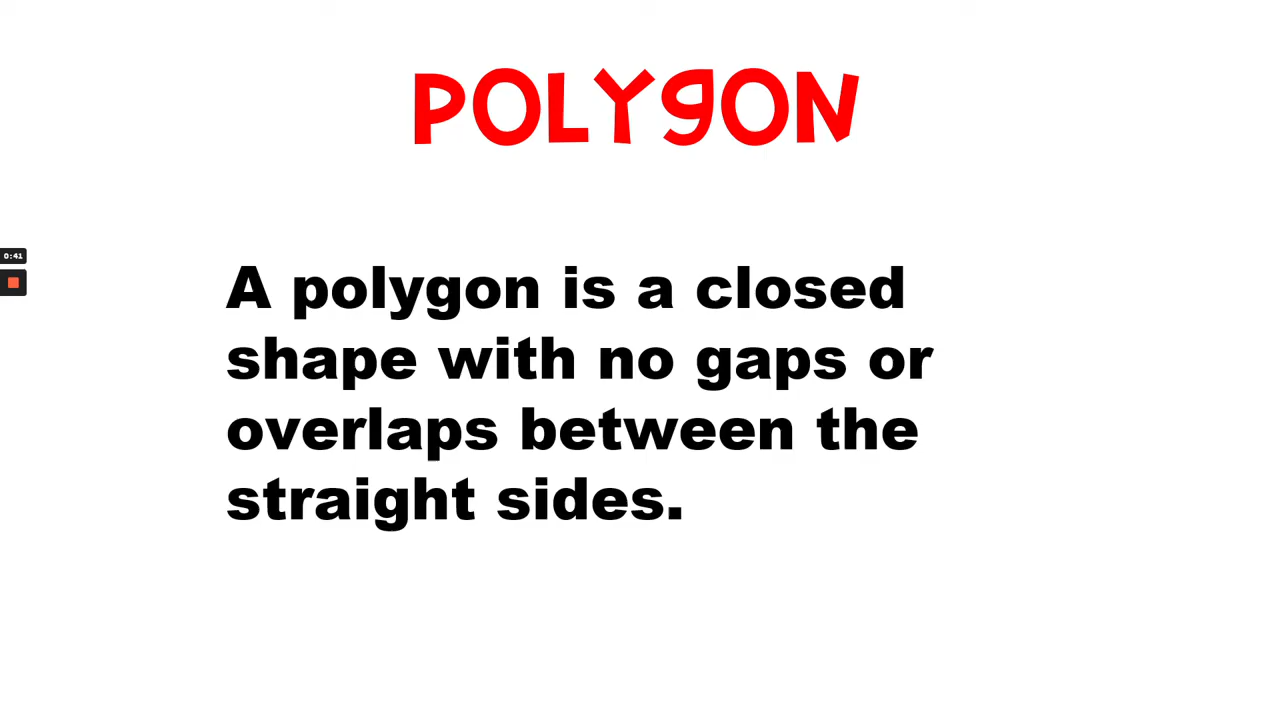 POLYgON
0:41
A polygon is a closed
shape with no gaps or
overlaps between the
straight sides.